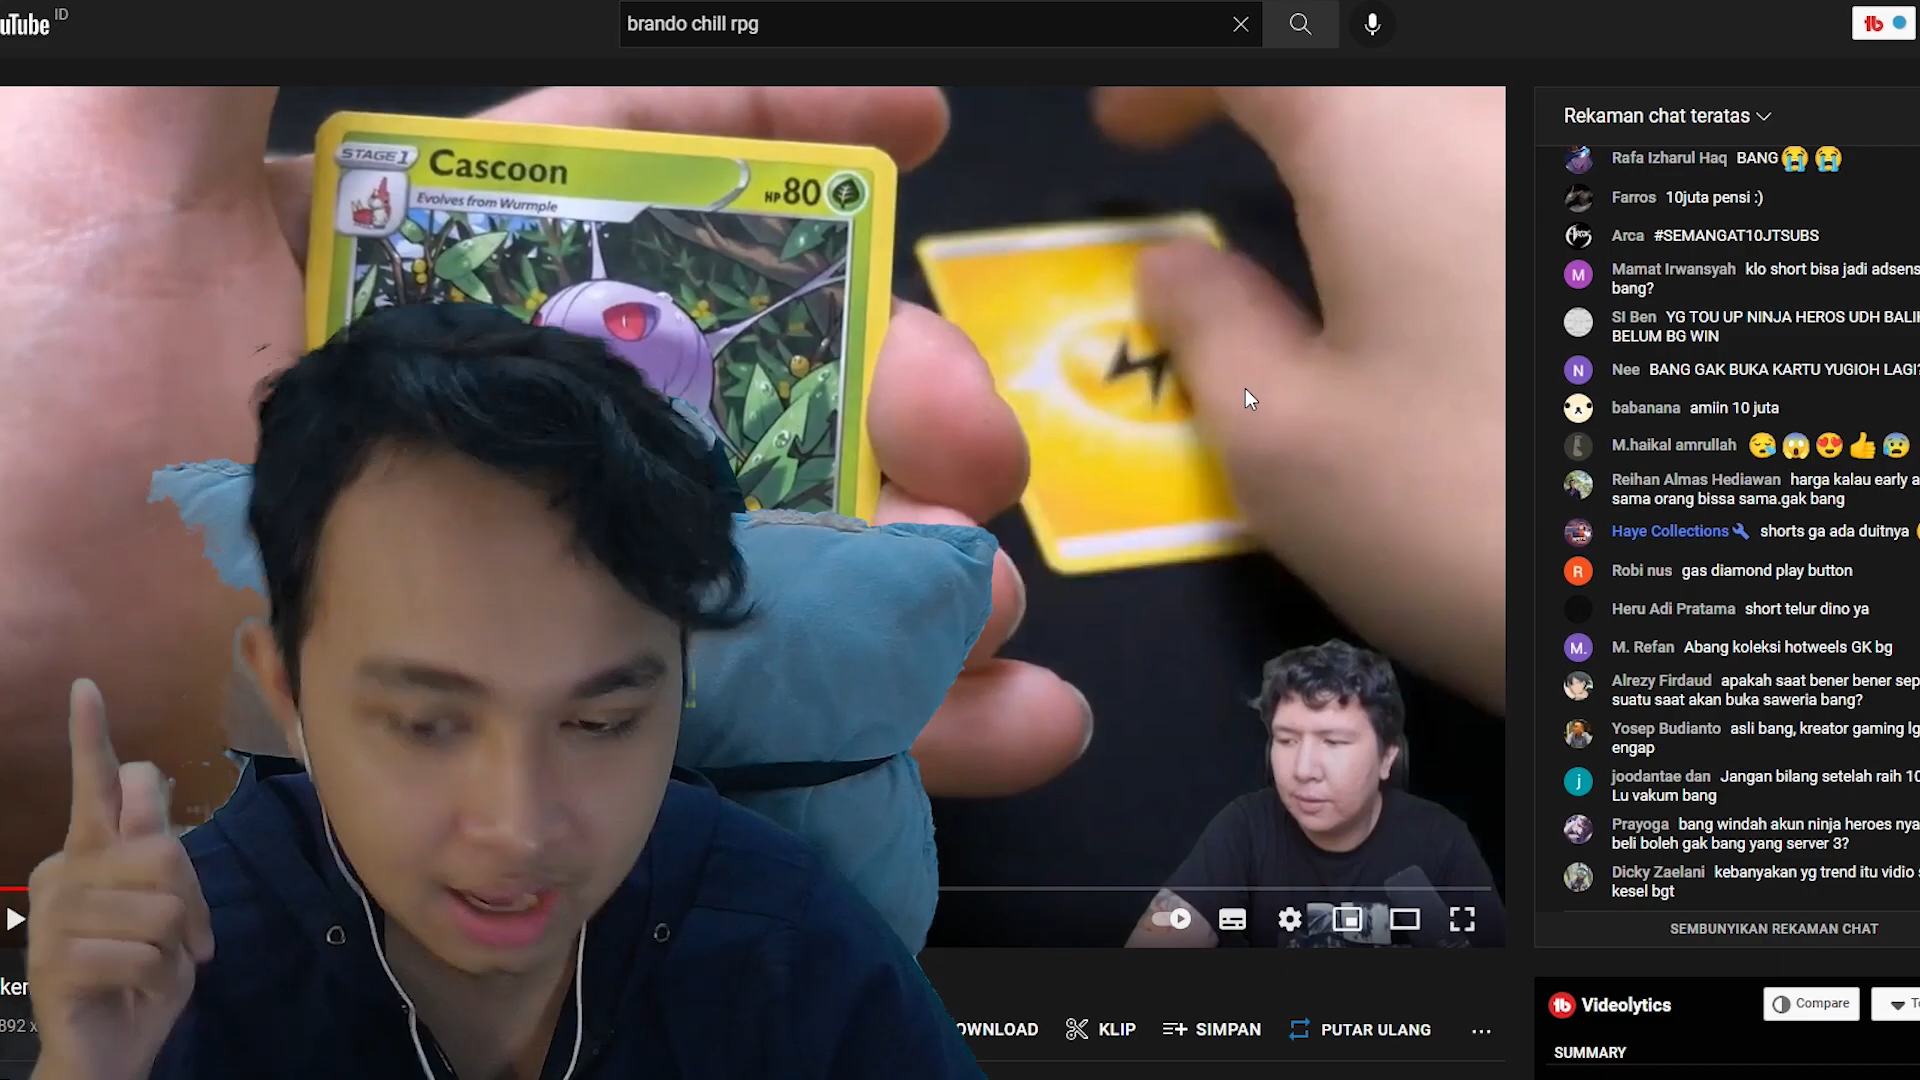 uTube ID
brando chill rpg
STAGE 1
Cascoon
HP 80
Evolves from Wurmple
Rekaman chat teratas
Rafa Izharul Haq BANG😭 😭
Farros 10juta pensi :)
Arca #SEMANGAT10JTSUBS
Mamat Irwansyah klo short bisa jadi adsens
bang?
SI Ben YG TOU UP NINJA HEROS UDH BALIK
BELUM BG WIN
Nee BANG GAK BUKA KARTU YUGIOH LAGI?
babanana amiin 10 juta
M.haikal amrullah 😪 😱 😍 👍 😰
Reihan Almas Hediawan harga kalau early a
sama orang bissa sama.gak bang
Haye Collections shorts ga ada duitnya
Robi nus gas diamond play button
Heru Adi Pratama short telur dino ya
M. Refan Abang koleksi hotweels GK bg
Alrezy Firdaud apakah saat bener bener sep
suatu saat akan buka saweria bang?
Yosep Budianto asli bang, kreator gaming lg
engap
joodantae dan Jangan bilang setelah raih 10
Lu vakum bang
Prayoga bang windah akun ninja heroes nya
beli boleh gak bang yang server 3?
Dicky Zaelani kebanyakan yg trend itu vidio s
kesel bgt
SEMBUNYIKAN REKAMAN CHAT
ker
892 x
OWNLOAD
KLIP
SIMPAN
PUTAR ULANG
Videolytics
Compare
To
SUMMARY